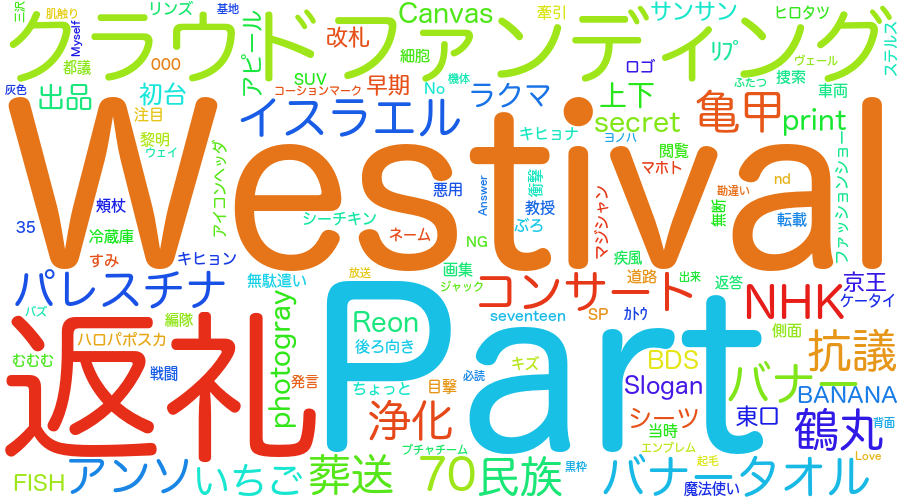 三沢
肌触り
Myself
リンズ
基地
アピール
Canvas
牽引
サンサン
ヒロタツ
ステルス
クラウドファンディング
都議
000
改札
細胞
リプ
ロゴ
ヴェール
灰色
出品
初台
SUV
コーションマーク
早期
No
機体
ラクマ
上下
ふたつ
捜索
車両
注目
イスラエル
secret
亀甲
print
黎明
ウェイ
キヒョナ
ヨノハ
Westival
アイコンヘッダ
閲覧
マホト
悪用
Answer
衝撃
教授
勘違い
nd
ファッションショー
35
頬杖
シーチキン
ぶろ
マジシャン
無断
転載
冷蔵庫
ネーム
NG
すみ
キヒョン
疾風
放送
画集
無駄遣い
ジャック
道路
出来
返答
京王
パレスチナ
コンサート
NHK
ケータイ
バズ
編隊
photogray
Part
seventeen
SP
カトウ
側面
返礼
Reon
ハロパポスカ
後ろ向き
抗議
むむむ
戦闘
キズ
BDS
発言
ちょっと
目撃
必読
Slogan
バナー
BANANA
浄化
シーツ
東口
鶴丸
背面
当時
ブチャチーム
エンブレム
Love
FISH
アンソ
いちご
葬送
70
民族
黒枠
バナータオル
起毛
魔法使い